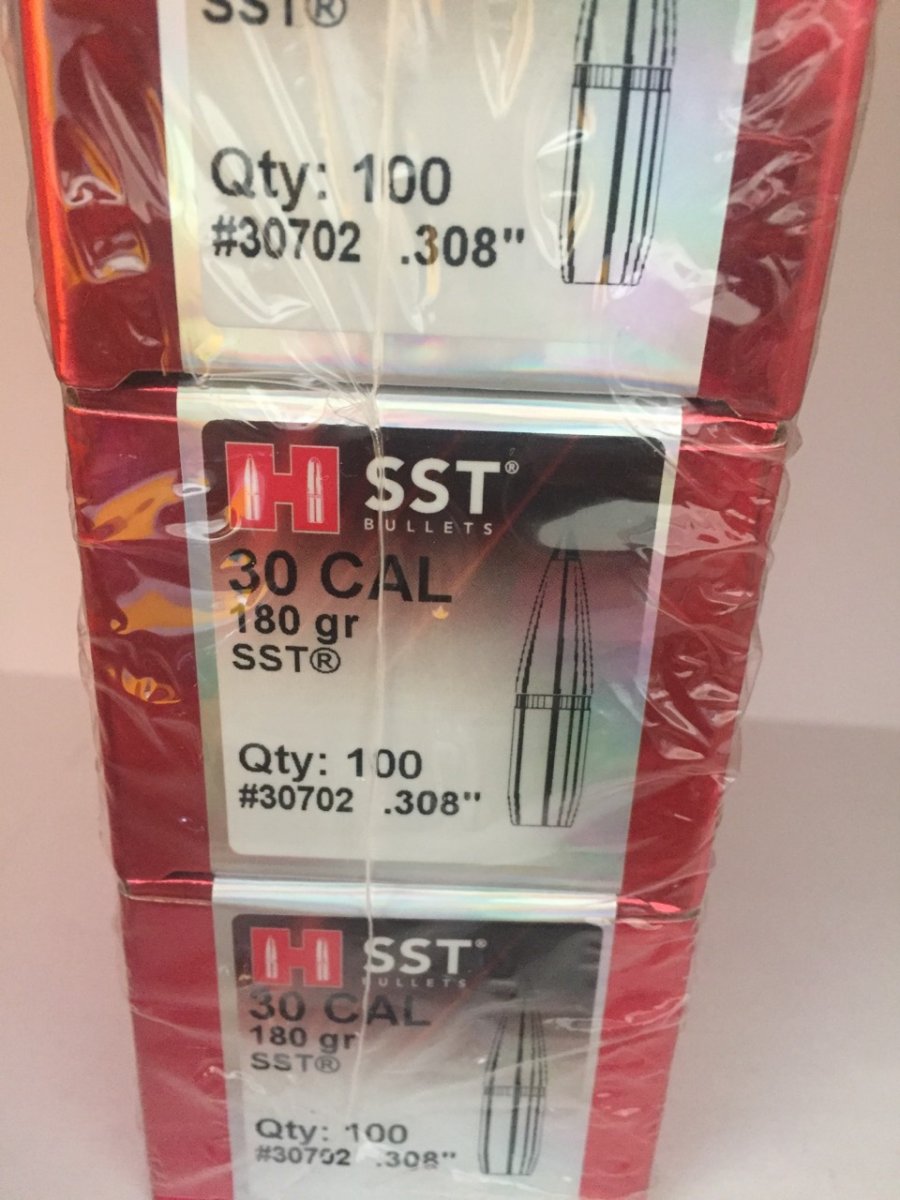 SST®
Qty: 100
#30702 .308"
H SST®
BULLETS
30 CAL
180 gr
SST®
Qty: 100
#30702 .308"
H SST®
BULLETS
30 CAL
180 gr
SST®
Qty: 100
#30702 .308"